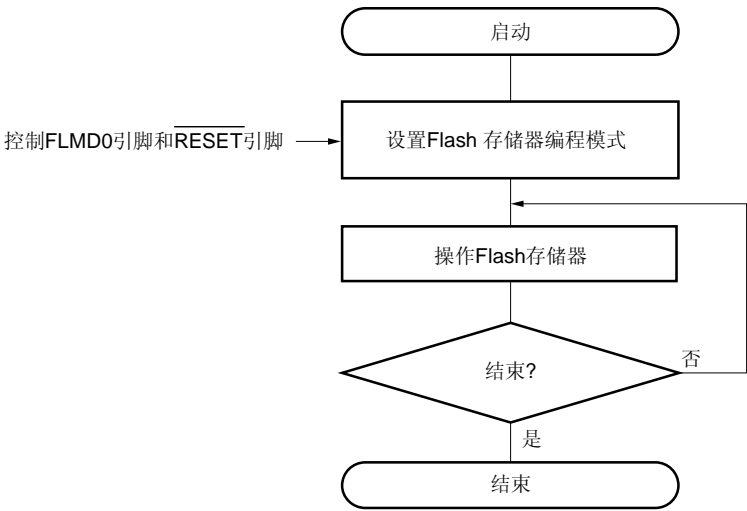 启动
控制FLMD0引脚和RESET引脚
设置Flash 存储器编程模式
操作Flash存储器
结束?
否
是
结束